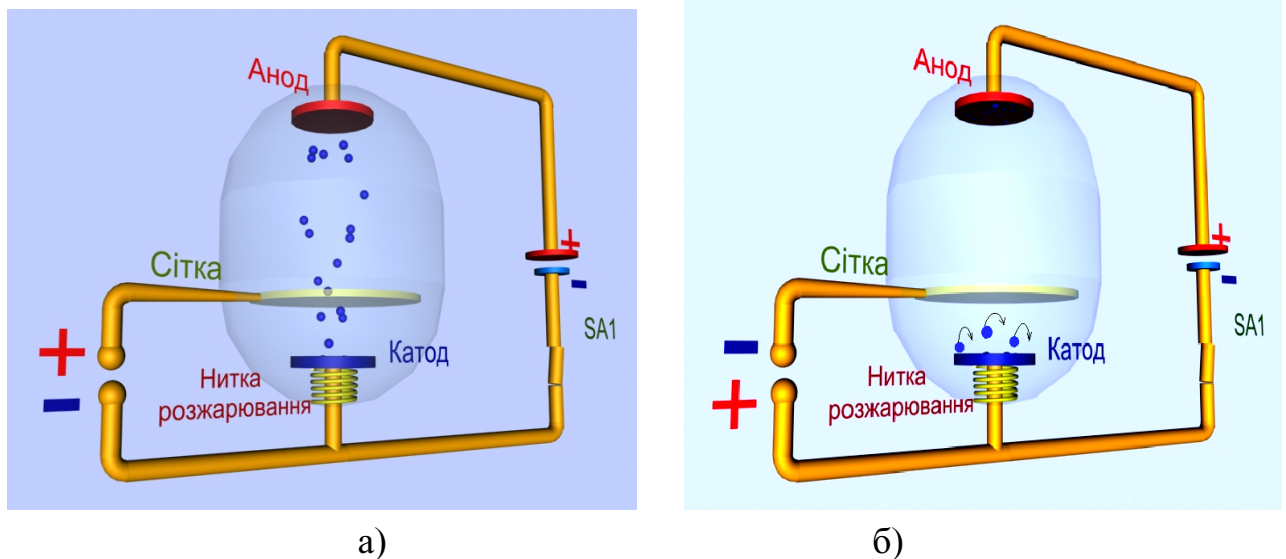 Анод
+
-
Сітка
SA1
+
-
Катод
Нитка
розжарювання
а)
Анод
+
-
Сітка
SA1
-
+
Катод
Нитка
розжарювання
б)